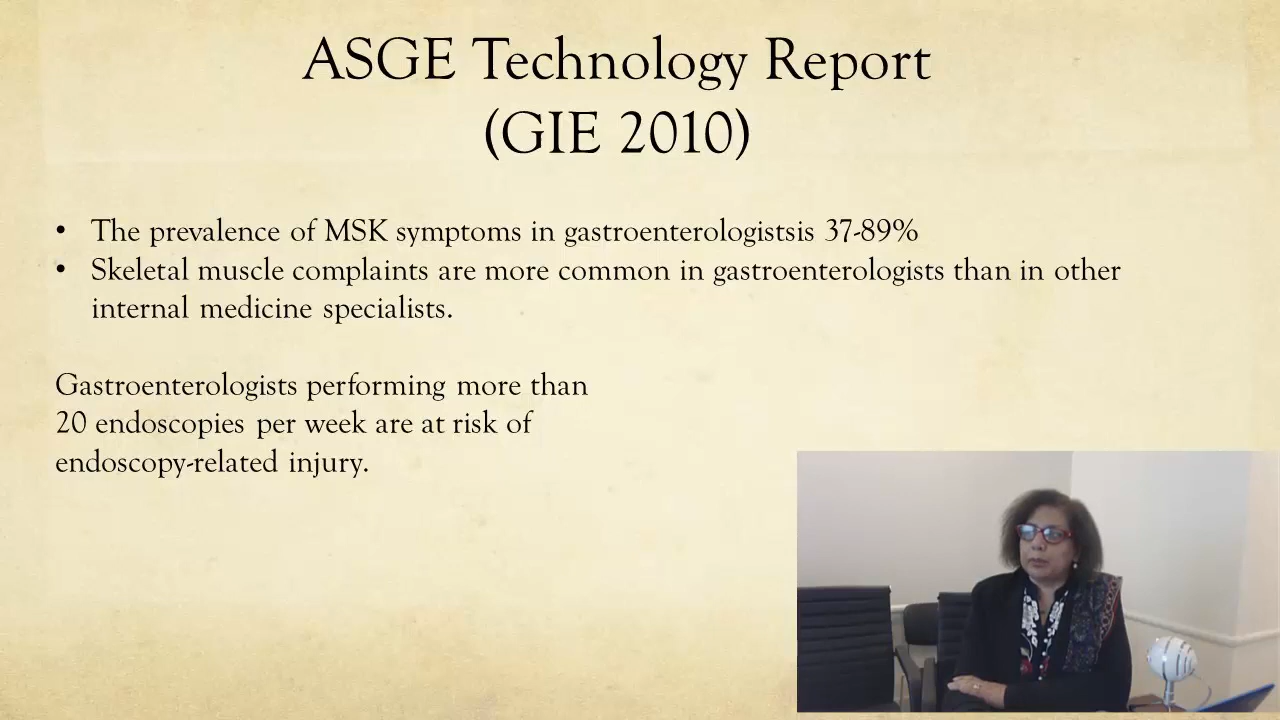 ASGE Technology Report
(GIE 2010)
• The prevalence of MSK symptoms in gastroenterologistsis 37-89%
• Skeletal muscle complaints are more common in gastroenterologists than in other
internal medicine specialists.
Gastroenterologists performing more than
20 endoscopies per week are at risk of
endoscopy-related injury.